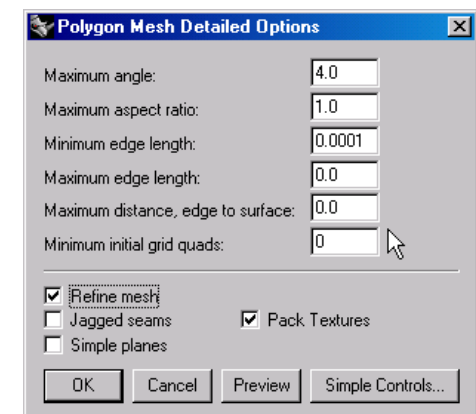 Polygon Mesh Detailed Options
Maximum angle: 4.0
Maximum aspect ratio: 1.0
Minimum edge length: 0.0001
Maximum edge length: 0.0
Maximum distance, edge to surface: 0.0
Minimum initial grid quads: 0
Refine mesh
Jagged seams Pack Textures
Simple planes
OK Cancel Preview Simple Controls...